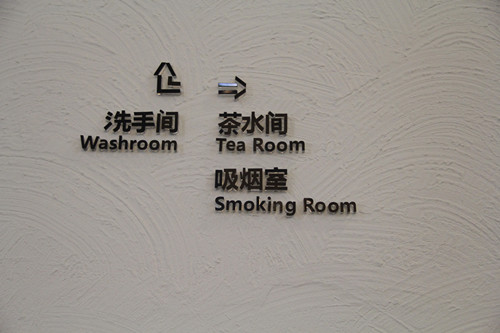 洗手间
Washroom
茶水间
Tea Room
吸烟室
Smoking Room